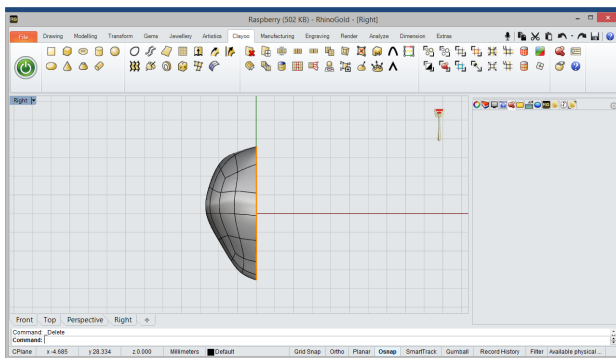 Raspberry (502 KB) - RhinoGold - [Right]
File Drawing Modelling Transform Gems Jewellery Artistics Clayoo Manufacturing Engraving Render Analyze Dimension Extras
Right
Front Top Perspective Right
Command: _Delete
Command:
CPlane x -4.685 y 28.334 z 0.000 Millimeters Default Grid Snap Ortho Planar Osnap SmartTrack Gumball Record History Filter Available physical ...